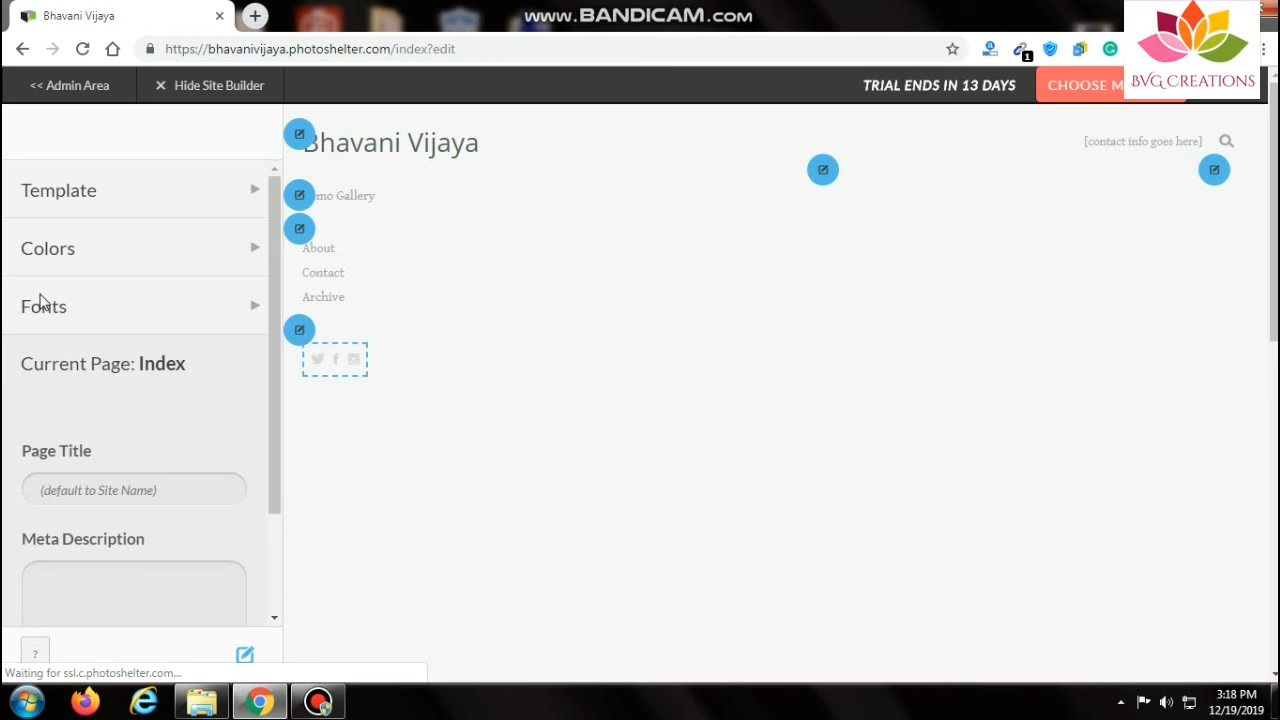 Bhavani Vijaya
www.BANDICAM.com
https://bhavanivijaya.photoshelter.com/index?edit
1
BVG CREATIONS
<< Admin Area
Hide Site Builder
TRIAL ENDS IN 13 DAYS
CHOOSE
Bhavani Vijaya
[contact info goes here]
Template
Gallery
Colors
About
Contact
Archive
Fonts
Current Page: Index
Page Title
(default to Site Name)
Meta Description
?
Waiting for ssl.c.photoshelter.com...
3:18 PM
12/19/2019